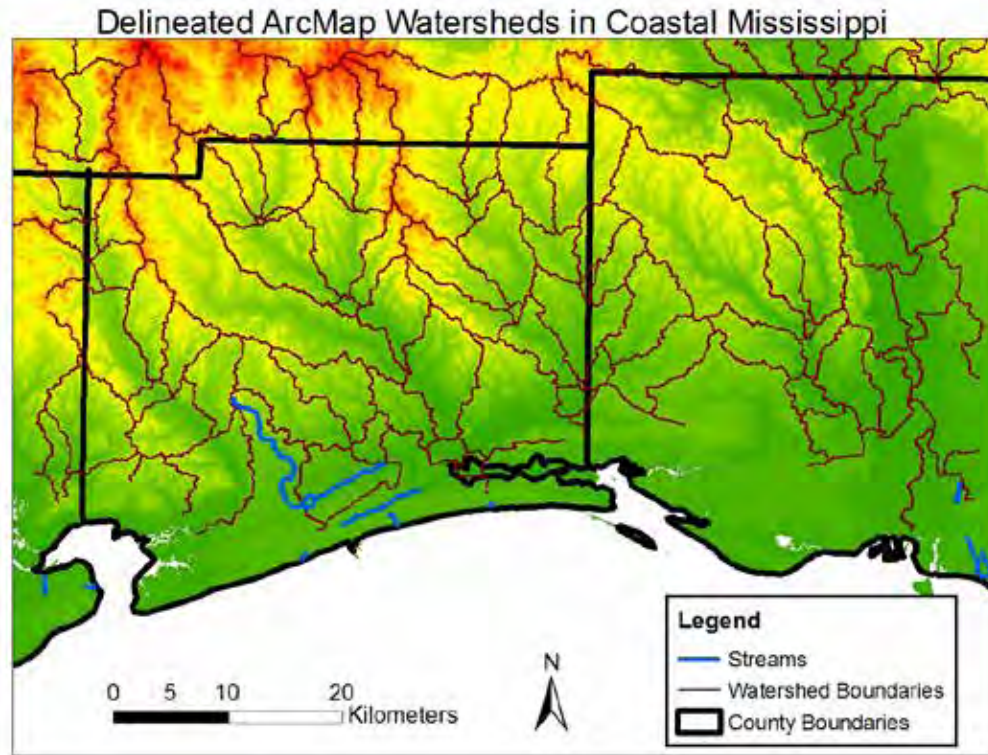 Delineated ArcMap Watersheds in Coastal Mississippi
Legend
Streams
Watershed Boundaries
County Boundaries
N
0 5 10 20
Kilometers